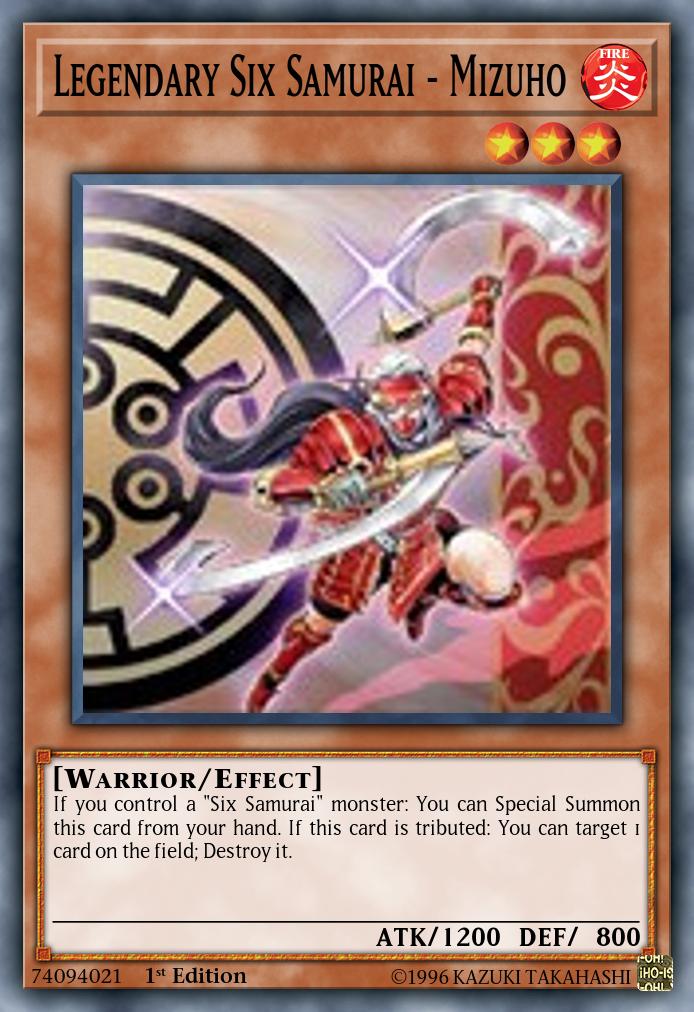 Legendary Six Samurai - Mizuho
FIRE
炎
[Warrior/Effect]
If you control a "Six Samurai" monster: You can Special Summon
this card from your hand. If this card is tributed: You can target 1
card on the field; Destroy it.
ATK/1200 DEF/ 800
74094021 1st Edition ©1996 KAZUKI TAKAHASHI